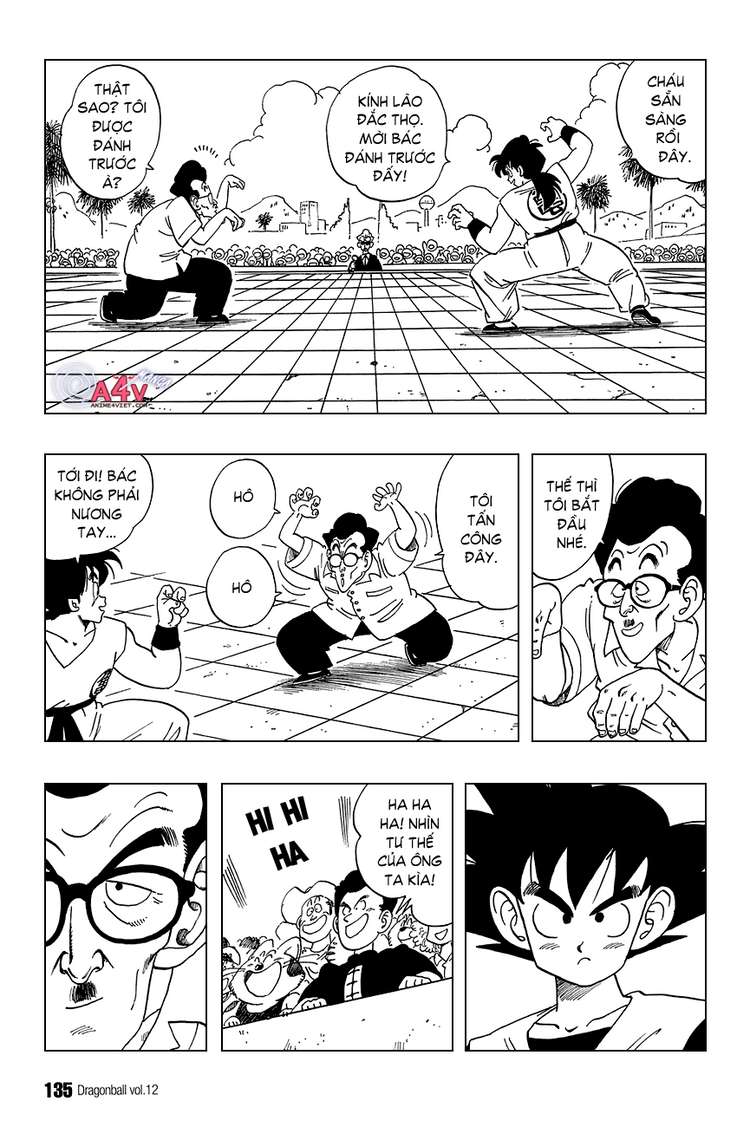 CHÁU
SẴN
SÀNG
RỒI
ĐÂY.
KÍNH LÃO
ĐẮC THỌ.
MỜI BÁC
ĐÁNH TRƯỚC
ĐẤY!
THẬT
SAO? TÔI
ĐƯỢC
ĐÁNH
TRƯỚC
À?
A4V
ANIME4VIET.COM
THẾ THÌ
TÔI BẮT
ĐẦU
NHÉ.
TÔI
TẤN
CÔNG
ĐÂY.
HÔ
HÔ
TỚI ĐI! BÁC
KHÔNG PHẢI
NƯƠNG
TAY...
HA HA
HA! NHÌN
TƯ THẾ
CỦA ÔNG
TA KÌA!
HI HI
HA
135 Dragonball vol.12